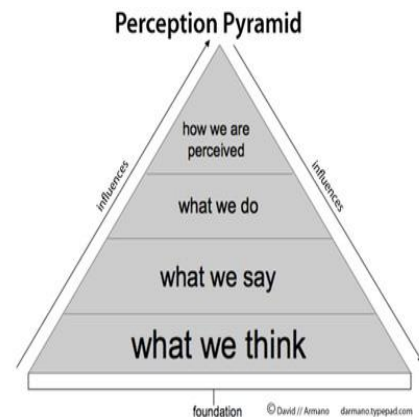 Perception Pyramid
how we are
perceived
influences
influences
what we do
what we say
what we think
foundation
© David // Armano darmano.typepad.com